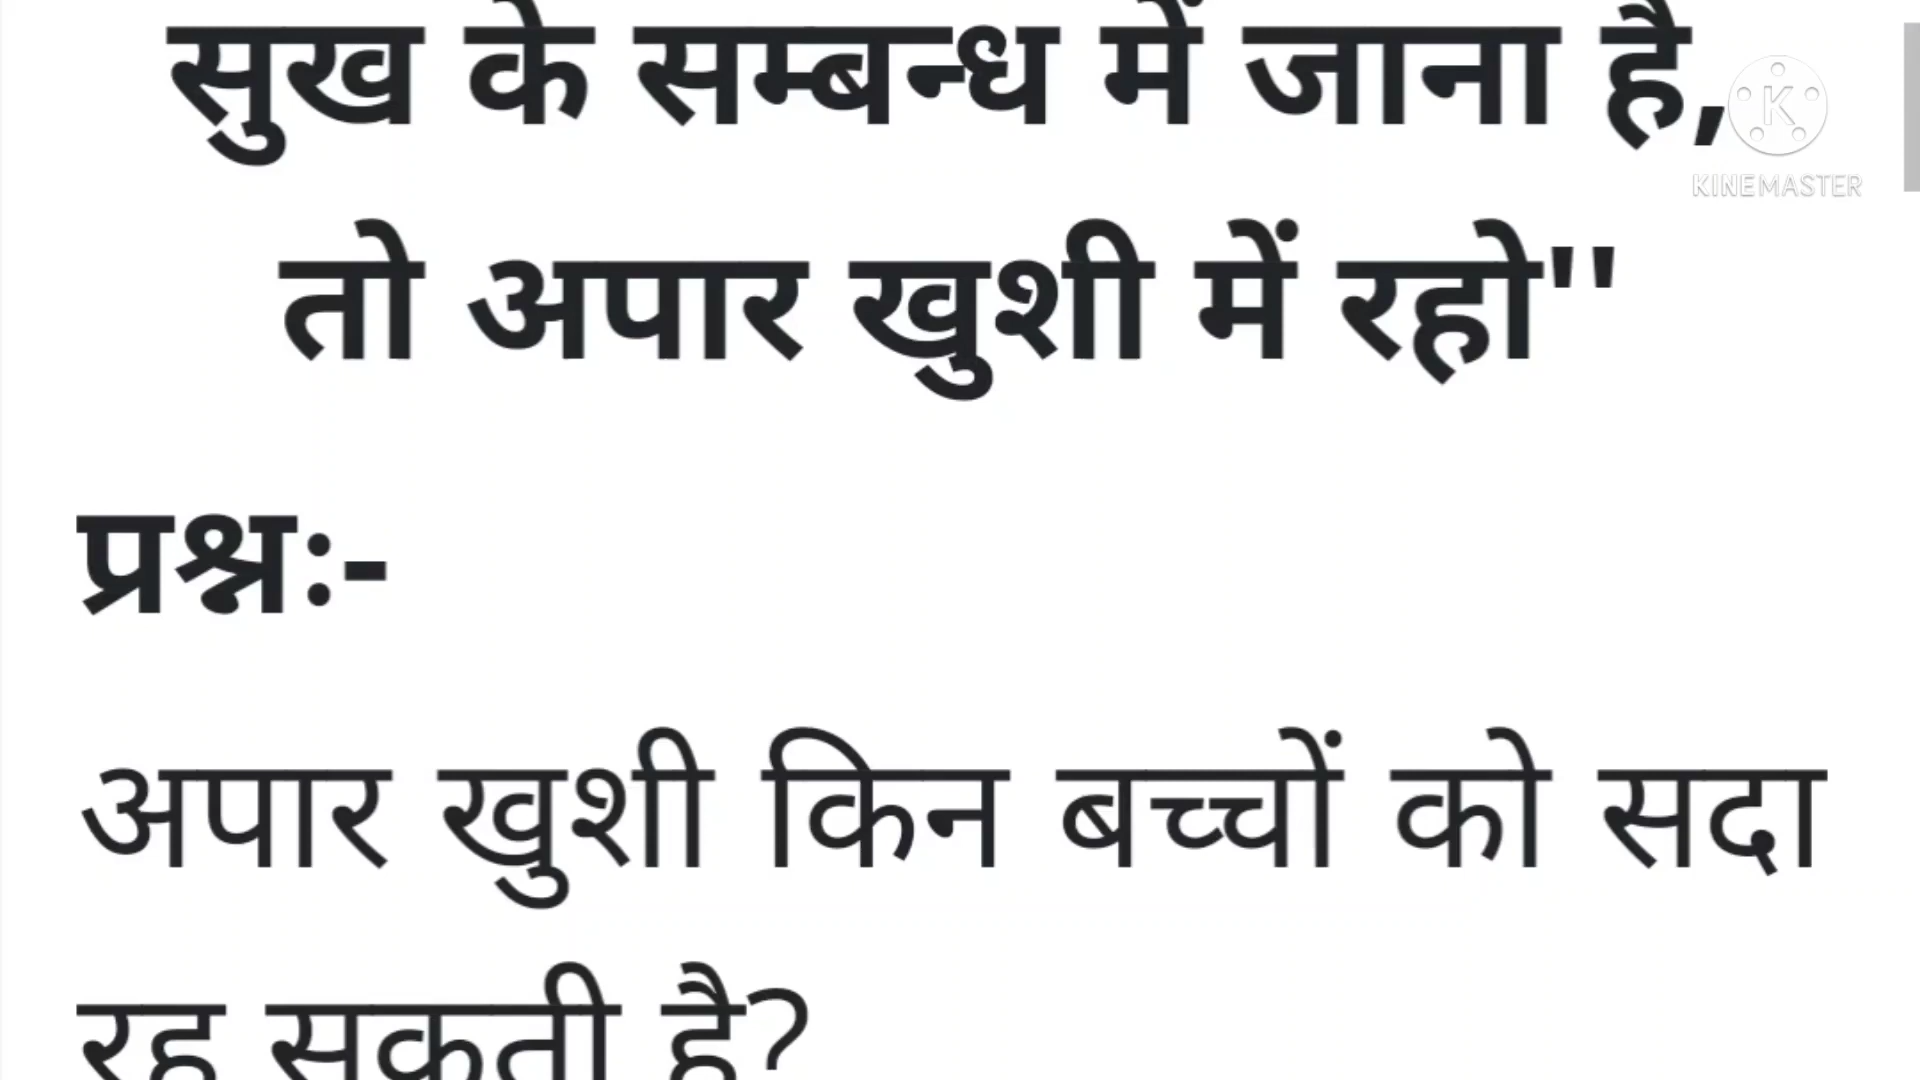 सुख के सम्बन्ध में जाना है,
KINEMASTER
तो अपार खुशी में रहो''
प्रश्नः-
अपार खुशी किन बच्चों को सदा
रह सकती है?